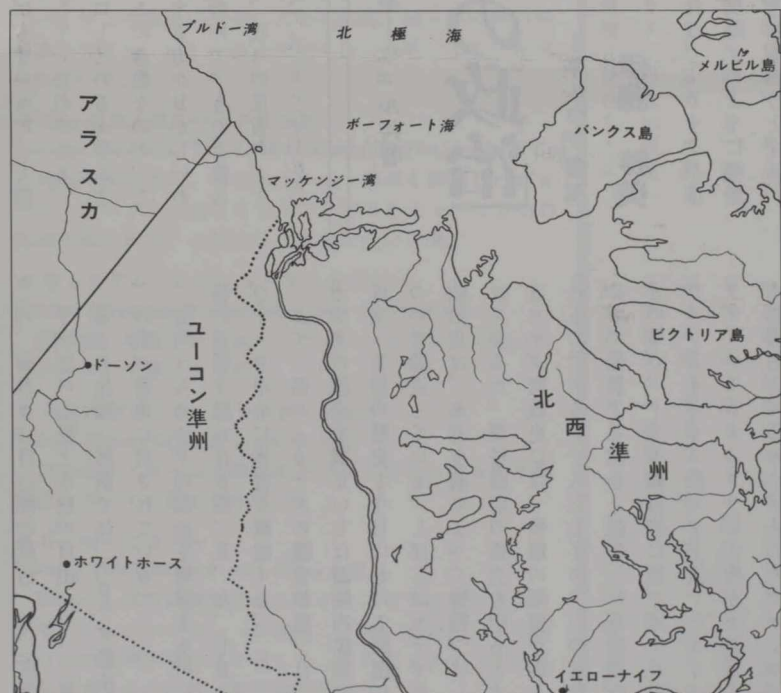 プルドー湾
北極海
メルビル島
アラスカ
ボーフォート海
バンクス島
マッケンジー湾
ユーコン準州
ビクトリア島
ドーソン
北西準州
ホワイトホース
イエローナイフ